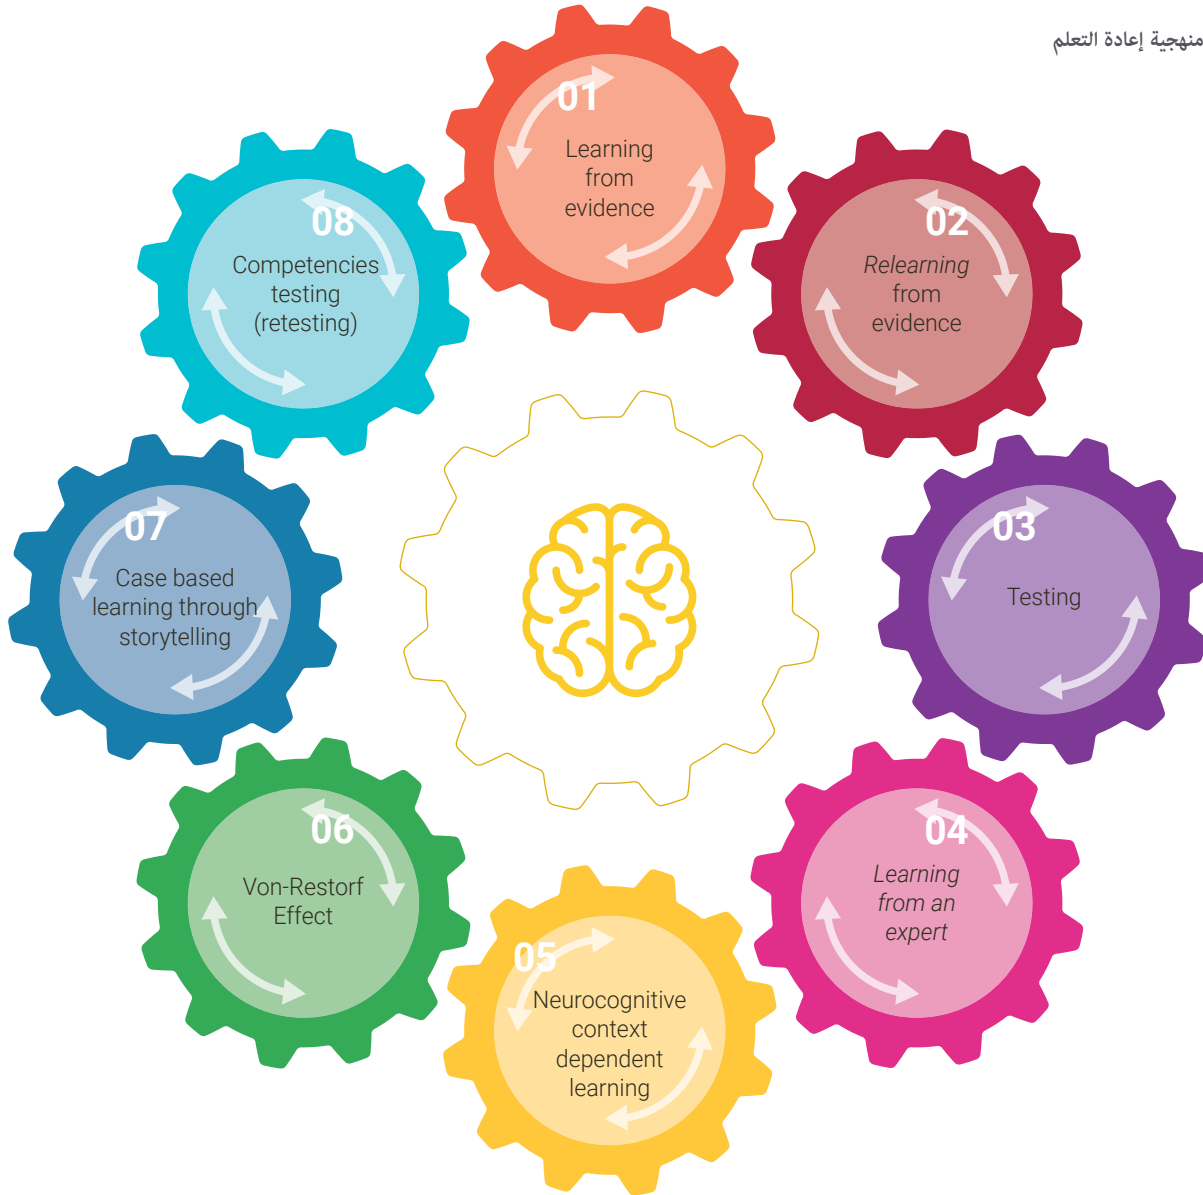 منهجية إعادة التعلم
01
Learning
from
evidence
02
Relearning
from
evidence
03
Testing
04
Learning
from an
expert
05
Neurocognitive
context
dependent
learning
06
Von-Restorf
Effect
07
Case based
learning through
storytelling
08
Competencies
testing
(retesting)